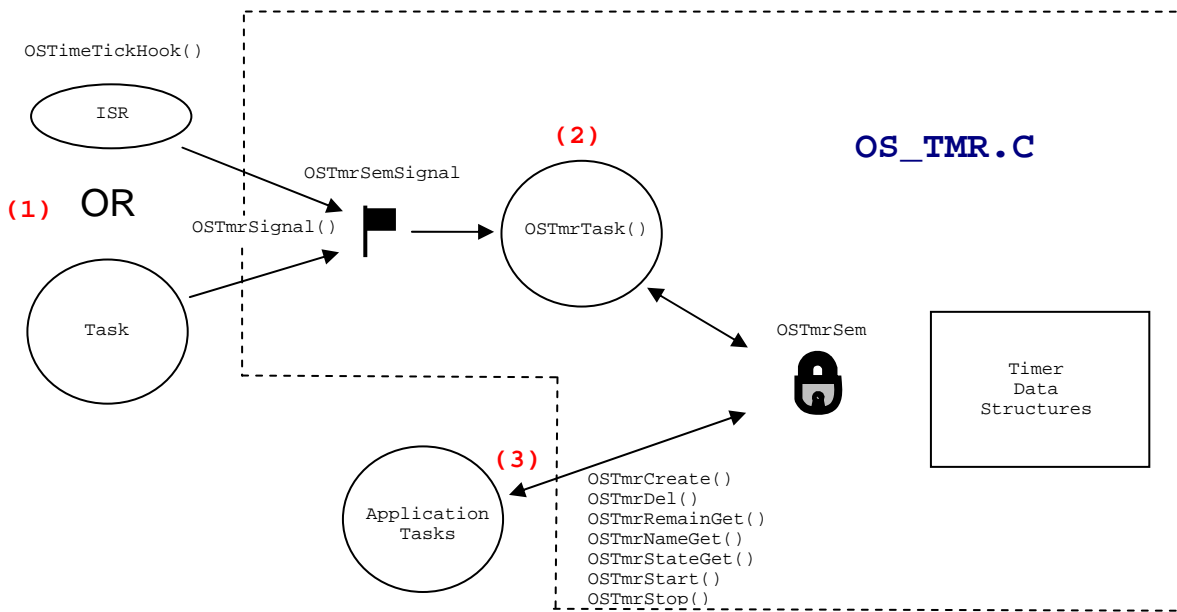 OSTimeTickHook()
ISR
(1) OR
Task
OSTmrSemSignal
OSTmrSignal()
(2)
OSTmrTask()
OS_TMR.C
OSTmrSem
Timer
Data
Structures
(3)
Application
Tasks
OSTmrCreate()
OSTmrDel()
OSTmrRemainGet()
OSTmrNameGet()
OSTmrStateGet()
OSTmrStart()
OSTmrStop()